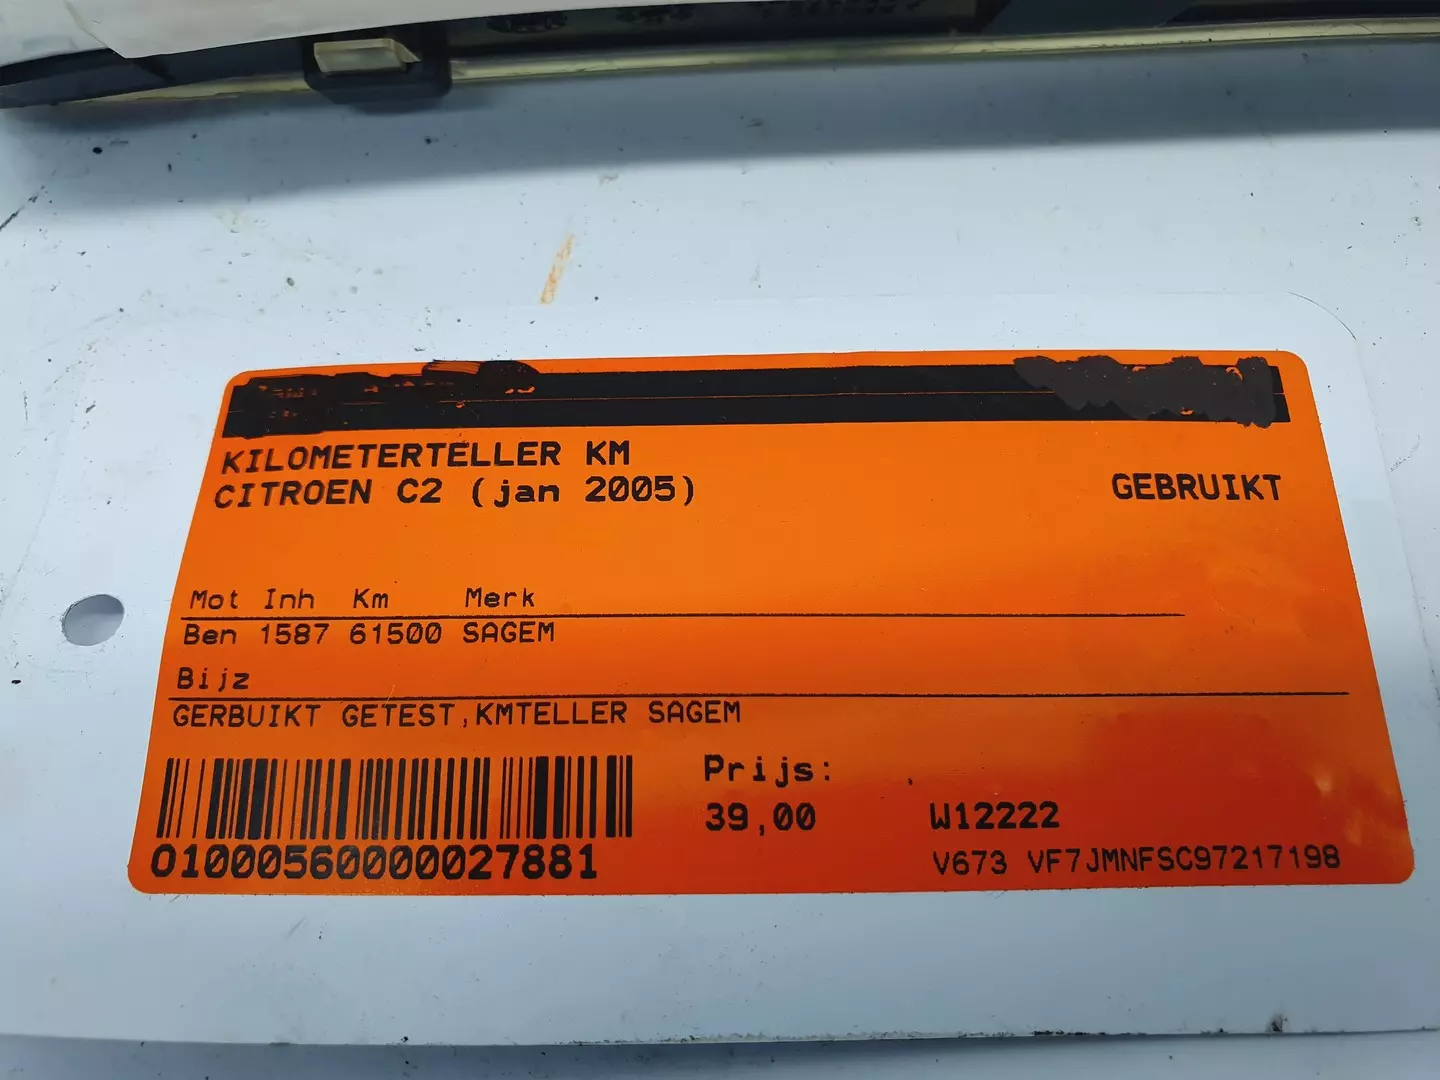 KILOMETERTELLER KM
CITROEN C2 (jan 2005) GEBRUIKT
Mot Inh Km Merk
Ben 1587 61500 SAGEM
Bijz
GERBUIKT GETEST,KMTELLER SAGEM
Prijs:
39,00 W12222
010005600000027881 V673 VF7JMNFSC97217198